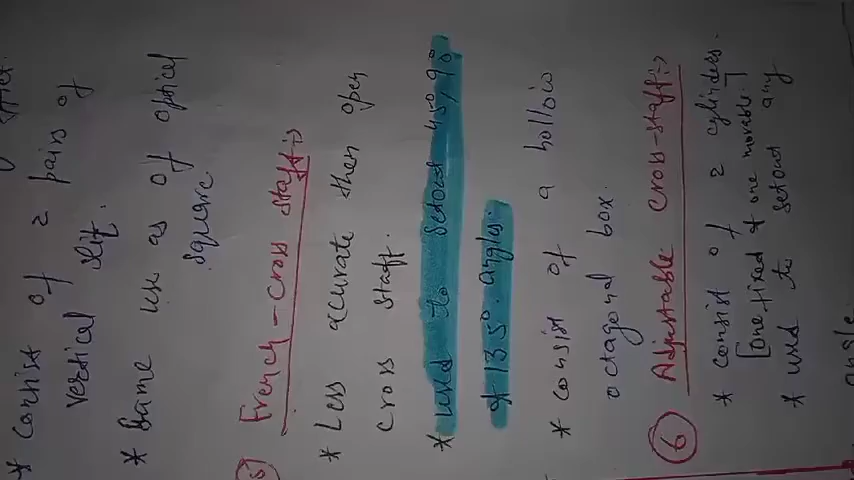 * Consist of 2 pairs of
vertical slit.
* Same use as of optical
square.
(5) French-cross staff:→
* Less accurate then open
cross staff.
* used to setout 45°, 90°
& 135°. angles.
* consist of a hollow
octagonal box.
(6) Adjustable cross-staff:→
* consist of 2 cylinders.
[one fixed & one movable.]
* used to setout any
angle.